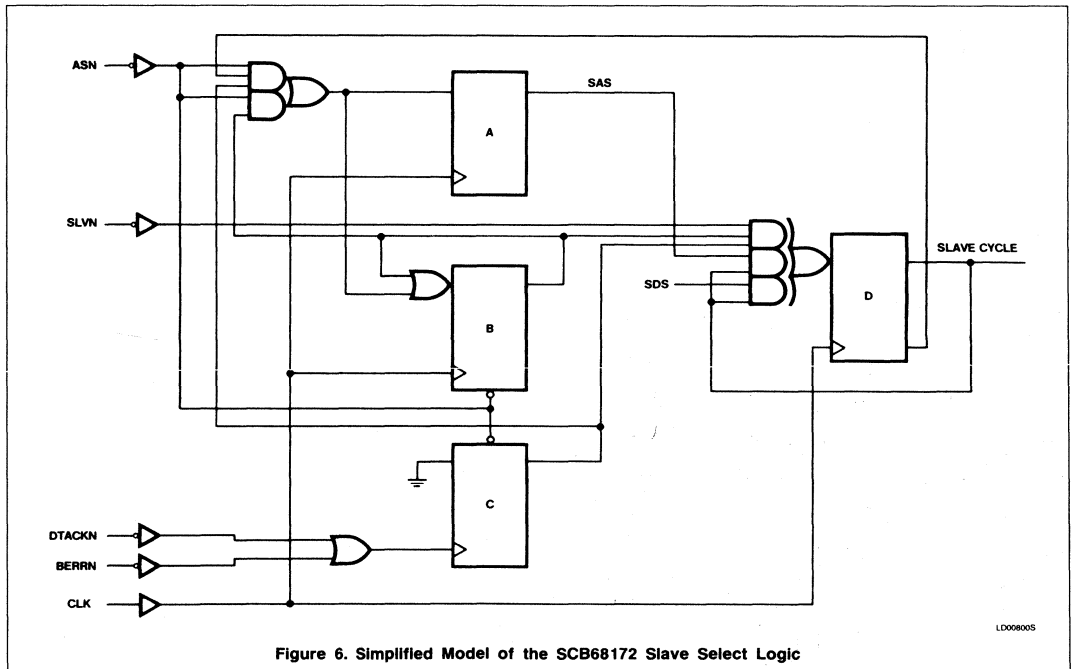 ASN
SAS
A
SLVN
SLAVE CYCLE
SDS
B
D
C
DTACKN
BERRN
CLK
LD00800S
Figure 6. Simplified Model of the SCB68172 Slave Select Logic